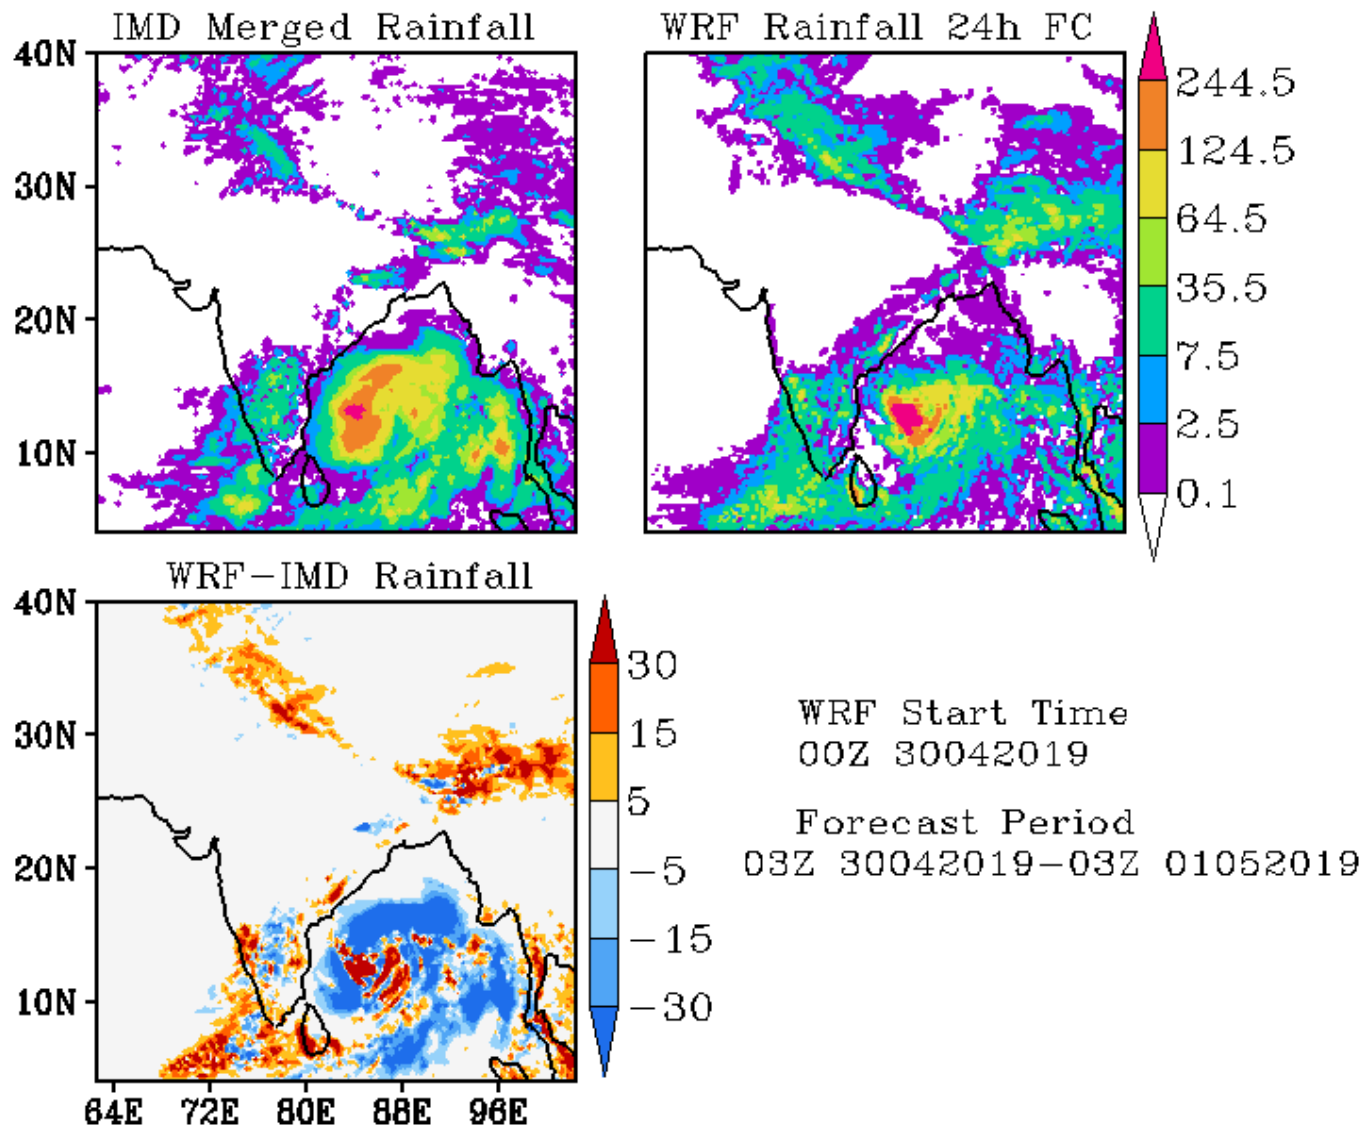 IMD Merged Rainfall
WRF Rainfall 24h FC
40N
30N
20N
10N
244.5
124.5
64.5
35.5
7.5
2.5
0.1
WRF-IMD Rainfall
40N
30N
20N
10N
64E 72E 80E 88E 96E
30
15
5
-5
-15
-30
WRF Start Time
00Z 30042019
Forecast Period
03Z 30042019-03Z 01052019